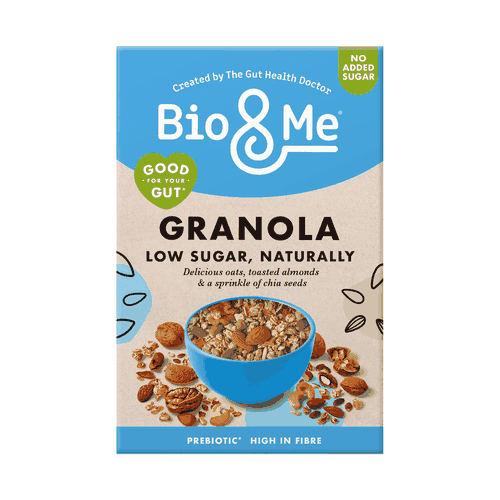 NO
ADDED
SUGAR
Created by The Gut Health Doctor
Bio&Me®
GOOD
• FOR YOUR •
GUT*
GRANOLA
LOW SUGAR, NATURALLY
Delicious oats, toasted almonds
& a sprinkle of chia seeds
PREBIOTIC* HIGH IN FIBRE